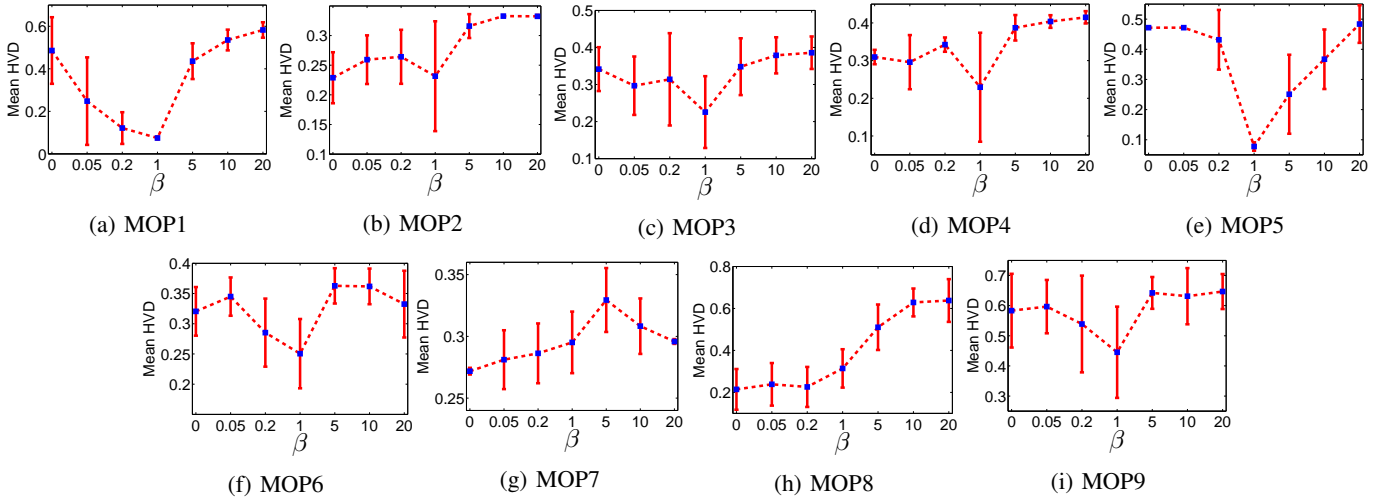 Mean HVD
0.6
0.4
0.2
0
0 0.05 0.2 1 5 10 20
β
(a) MOP1
Mean HVD
0.3
0.25
0.2
0.15
0.1
0 0.05 0.2 1 5 10 20
β
(b) MOP2
Mean HVD
0.5
0.4
0.3
0.2
0.1
0 0.05 0.2 1 5 10 20
β
(c) MOP3
Mean HVD
0.4
0.3
0.2
0.1
0 0.05 0.2 1 5 10 20
β
(d) MOP4
Mean HVD
0.5
0.4
0.3
0.2
0.1
0 0.05 0.2 1 5 10 20
β
(e) MOP5
Mean HVD
0.4
0.35
0.3
0.25
0.2
0 0.05 0.2 1 5 10 20
β
(f) MOP6
Mean HVD
0.35
0.3
0.25
0 0.05 0.2 1 5 10 20
β
(g) MOP7
Mean HVD
0.8
0.6
0.4
0.2
0 0.05 0.2 1 5 10 20
β
(h) MOP8
Mean HVD
0.7
0.6
0.5
0.4
0.3
0 0.05 0.2 1 5 10 20
β
(i) MOP9